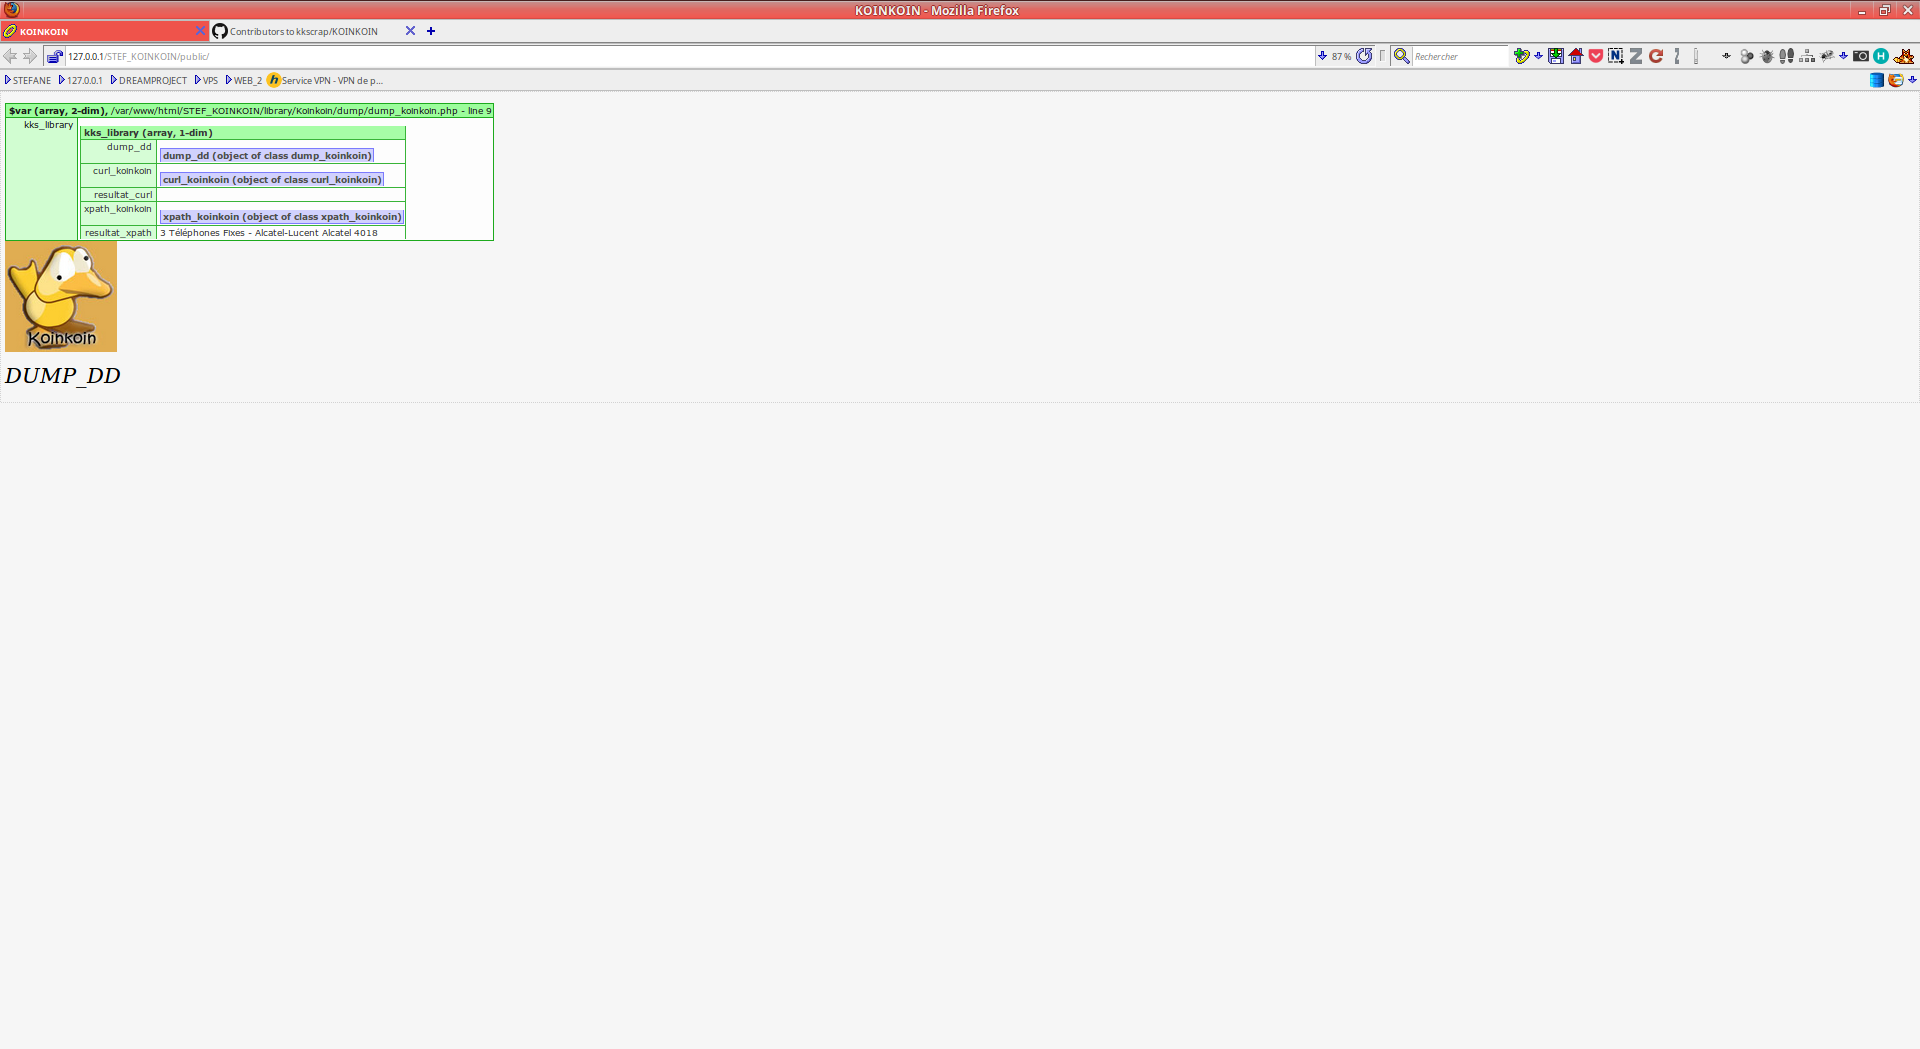 KOINKOIN - Mozilla Firefox
KOINKOIN
Contributors to kkscrap/KOINKOIN
127.0.0.1/STEF_KOINKOIN/public/
87 %
Rechercher
STEFANE
127.0.0.1
DREAMPROJECT
VPS
WEB_2
Service VPN - VPN de p...
$var (array, 2-dim), /var/www/html/STEF_KOINKOIN/library/Koinkoin/dump/dump_koinkoin.php - line 9
kks_library
kks_library (array, 1-dim)
dump_dd
dump_dd (object of class dump_koinkoin)
curl_koinkoin
curl_koinkoin (object of class curl_koinkoin)
resultat_curl
xpath_koinkoin
xpath_koinkoin (object of class xpath_koinkoin)
resultat_xpath 3 Téléphones Fixes - Alcatel-Lucent Alcatel 4018
Koinkoin
DUMP_DD